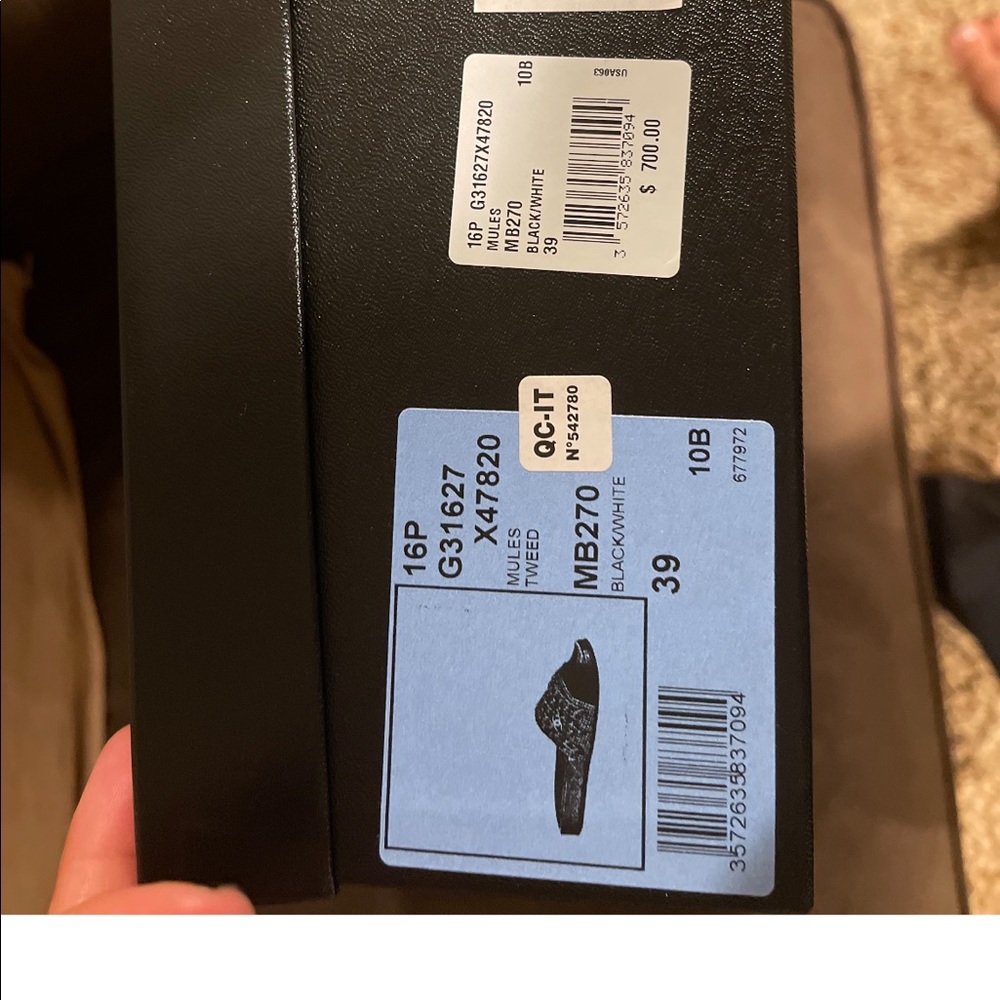 16P G31627X47820 10B
MULES
MB270
BLACK/WHITE
39
USA063
3 572635 837094
$ 700.00
16P
G31627
X47820
MULES
TWEED
QC-IT
N°542780
MB270
BLACK/WHITE
39
10B
677972
3572635837094